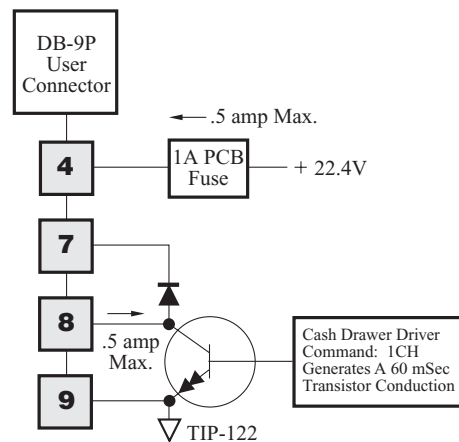 DB-9P
User
Connector
.5 amp Max.
4
1A PCB
Fuse
+ 22.4V
7
8
.5 amp
Max.
9
TIP-122
Cash Drawer Driver
Command: 1CH
Generates A 60 mSec
Transistor Conduction